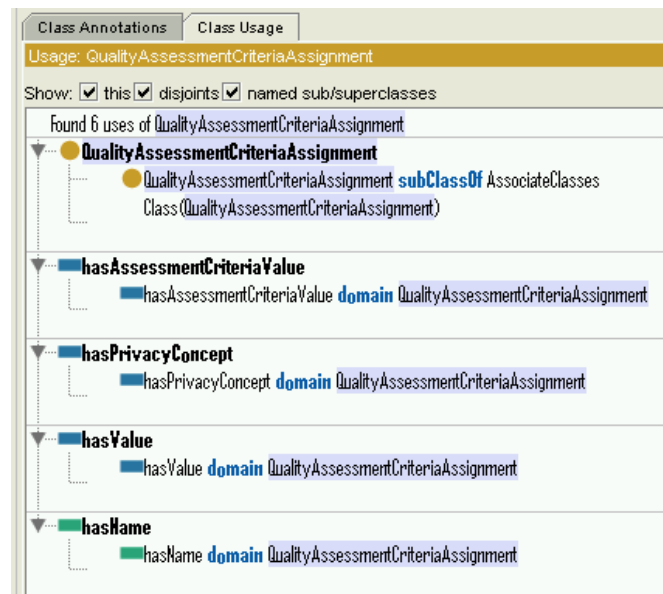 Class Annotations Class Usage
Usage: QualityAssessmentCriteriaAssignment
Show: this disjoints named sub/superclasses
Found 6 uses of QualityAssessmentCriteriaAssignment
QualityAssessmentCriteriaAssignment
QualityAssessmentCriteriaAssignment subClassOf AssociateClasses
Class(QualityAssessmentCriteriaAssignment)
hasAssessmentCriteriaValue
hasAssessmentCriteriaValue domain QualityAssessmentCriteriaAssignment
hasPrivacyConcept
hasPrivacyConcept domain QualityAssessmentCriteriaAssignment
hasValue
hasValue domain QualityAssessmentCriteriaAssignment
hasName
hasName domain QualityAssessmentCriteriaAssignment